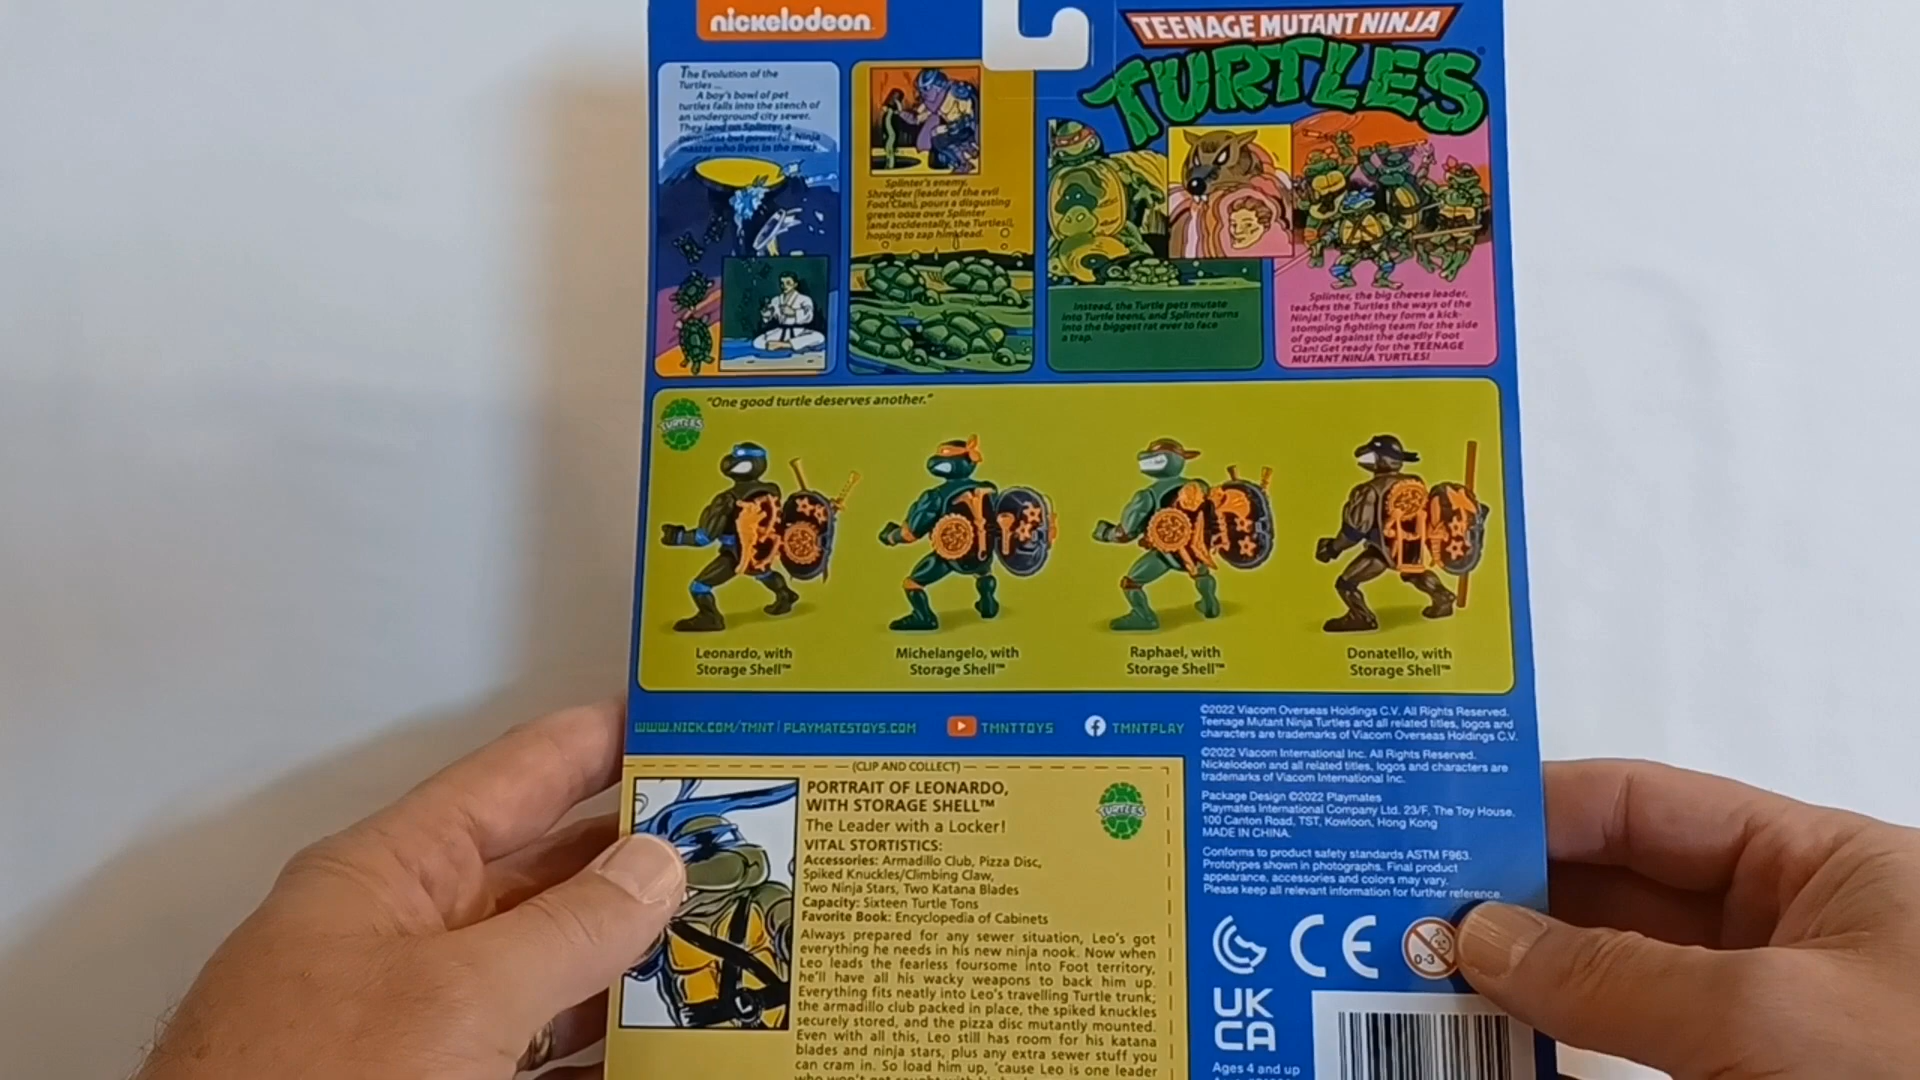 nickelodeon
TEENAGE MUTANT NINJA
TURTLES
The Evolution of the
Turtles ...
A boy's bowl of pet
turtles falls into the stench of
an underground city sewer.
They land on Splinter, a
penniless but powerful Ninja
master who lives in the muck.
Splinter's enemy,
Shredder (leader of the evil
Foot Clan), pours a disgusting
green ooze over Splinter
(and accidentally, the Turtles!),
hoping to zap him dead.
Instead, the Turtle pets mutate
into Turtle teens, and Splinter turns
into the biggest rat ever to face
a trap.
Splinter, the big cheese leader,
teaches the Turtles the ways of the
Ninja! Together they form a kick-
stomping fighting team for the side
of good against the deadly Foot
Clan! Get ready for the TEENAGE
MUTANT NINJA TURTLES!
TURTLES
"One good turtle deserves another."
Leonardo, with
Storage Shell™
Michelangelo, with
Storage Shell™
Raphael, with
Storage Shell™
Donatello, with
Storage Shell™
WWW.NICK.COM/TMNT | PLAYMATESTOYS.COM
TMNTTOYS
TMNTPLAY
(CLIP AND COLLECT)
PORTRAIT OF LEONARDO,
WITH STORAGE SHELL™
The Leader with a Locker!
TURTLES
VITAL STORTISTICS:
Accessories: Armadillo Club, Pizza Disc,
Spiked Knuckles/Climbing Claw,
Two Ninja Stars, Two Katana Blades
Capacity: Sixteen Turtle Tons
Favorite Book: Encyclopedia of Cabinets
Always prepared for any sewer situation, Leo's got
everything he needs in his new ninja nook. Now when
Leo leads the fearless foursome into Foot territory,
he'll have all his wacky weapons to back him up.
Everything fits neatly into Leo's travelling Turtle trunk;
the armadillo club packed in place, the spiked knuckles
securely stored, and the pizza disc mutantly mounted.
Even with all this, Leo still has room for his katana
blades and ninja stars, plus any extra sewer stuff you
can cram in. So load him up, 'cause Leo is one leader
©2022 Viacom Overseas Holdings C.V. All Rights Reserved.
Teenage Mutant Ninja Turtles and all related titles, logos and
characters are trademarks of Viacom Overseas Holdings C.V.
©2022 Viacom International Inc. All Rights Reserved.
Nickelodeon and all related titles, logos and characters are
trademarks of Viacom International Inc.
Package Design ©2022 Playmates
Playmates International Company Ltd. 23/F, The Toy House,
100 Canton Road, TST, Kowloon, Hong Kong
MADE IN CHINA.
Conforms to product safety standards ASTM F963.
Prototypes shown in photographs. Final product
appearance, accessories and colors may vary.
Please keep all relevant information for further reference.
CE
0-3
UK
CA
Ages 4 and up